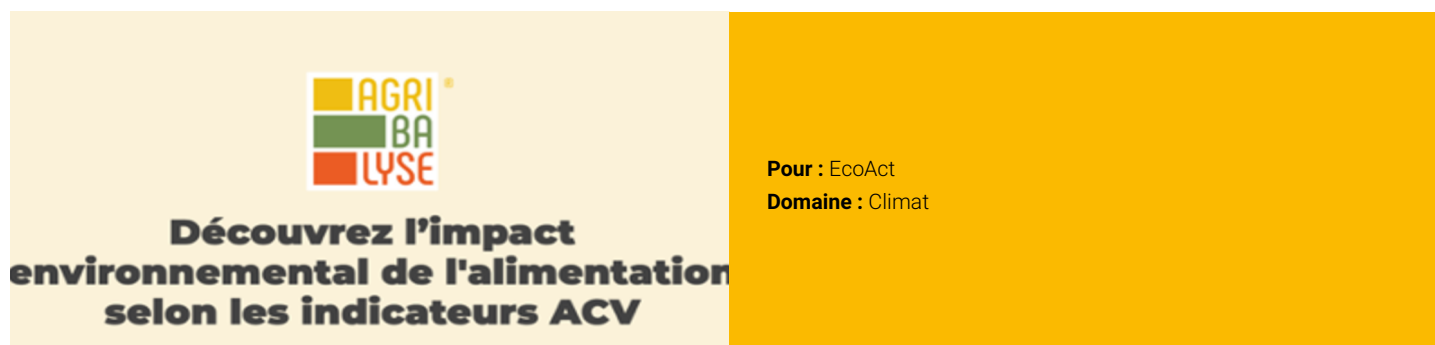 AGRI ®
BA
LYSE
Découvrez l’impact
environnemental de l'alimentation
selon les indicateurs ACV
Pour : EcoAct
Domaine : Climat